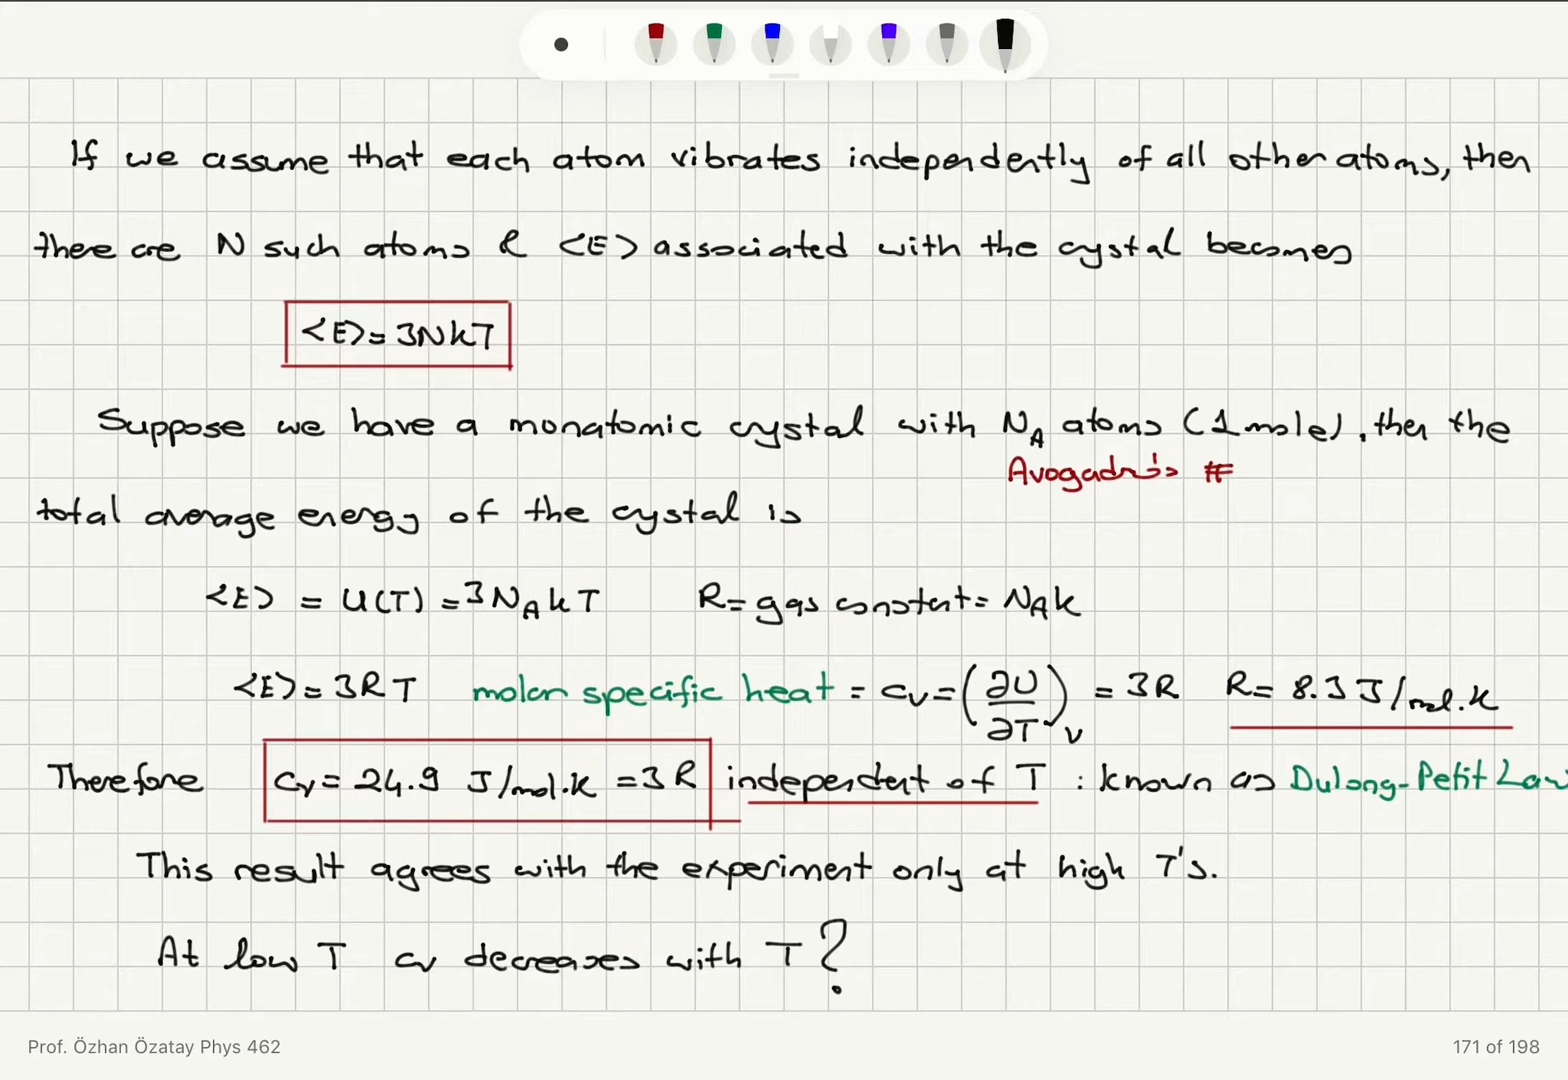 If we assume that each atom vibrates independently of all other atoms, then
there are N such atoms & <E> associated with the crystal becomes
<E> = 3NkT
Suppose we have a monatomic crystal with N_A atoms (1 mole), then the
Avogadro's #
total average energy of the crystal is
<E> = U(T) = 3N_A kT R = gas constant = N_A k
<E> = 3RT molar specific heat = C_V = (∂U/∂T)_V = 3R R = 8.3 J/mol.K
Therefore C_V = 24.9 J/mol.K = 3R independent of T : known as Dulong-Petit Law
This result agrees with the experiment only at high T's.
At low T C_V decreases with T ?
Prof. Özhan Özatay Phys 462
171 of 198